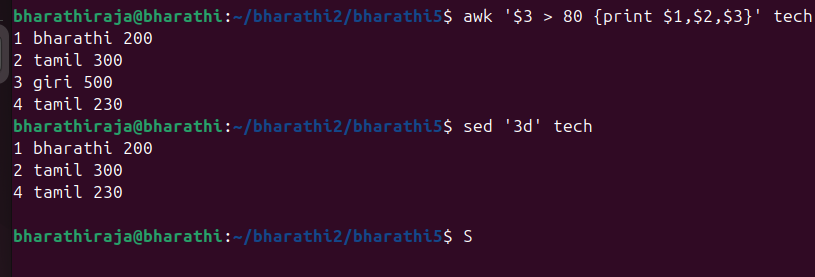 bharathiraja@bharathi:~/bharathi2/bharathi5$ awk '$3 > 80 {print $1,$2,$3}' tech
1 bharathi 200
2 tamil 300
3 giri 500
4 tamil 230
bharathiraja@bharathi:~/bharathi2/bharathi5$ sed '3d' tech
1 bharathi 200
2 tamil 300
4 tamil 230
bharathiraja@bharathi:~/bharathi2/bharathi5$ S